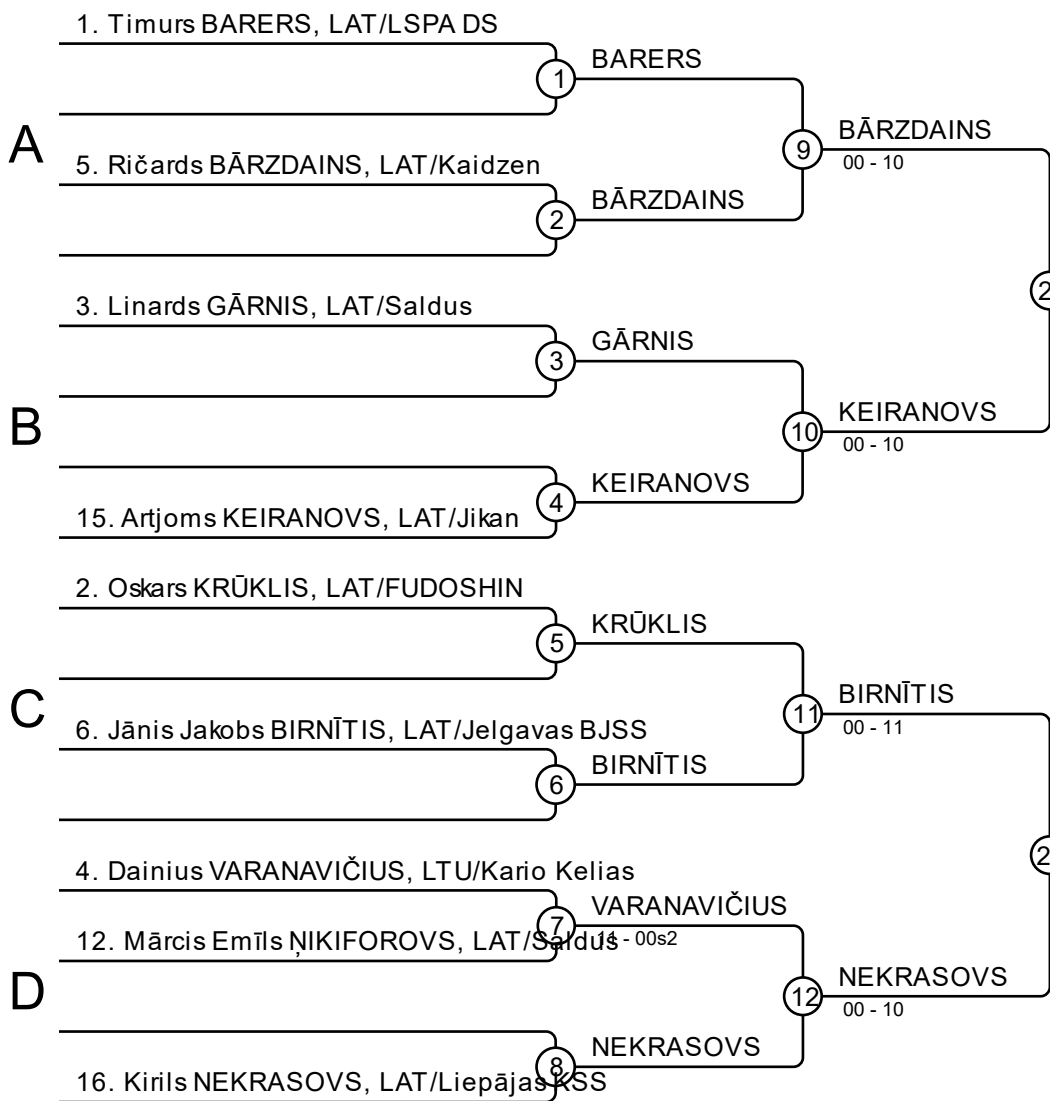 1. Timurs BARERS, LAT/LSPA DS
1
BARERS
A
5. Ričards BĀRZDAINS, LAT/Kaidzen
2
BĀRZDAINS
9
BĀRZDAINS
00 - 10
3. Linards GĀRNIS, LAT/Saldus
3
GĀRNIS
B
4
KEIRANOVS
15. Artjoms KEIRANOVS, LAT/Jikan
10
KEIRANOVS
00 - 10
2
2. Oskars KRŪKLIS, LAT/FUDOSHIN
5
KRŪKLIS
C
6. Jānis Jakobs BIRNĪTIS, LAT/Jelgavas BJSS
6
BIRNĪTIS
11
BIRNĪTIS
00 - 11
4. Dainius VARANAVIČIUS, LTU/Kario Kelias
7
VARANAVIČIUS
12. Mārcis Emīls ŅIKIFOROVS, LAT/Saldus
11 - 00s2
D
8
NEKRASOVS
16. Kirils NEKRASOVS, LAT/Liepājas KSS
12
NEKRASOVS
00 - 10
2